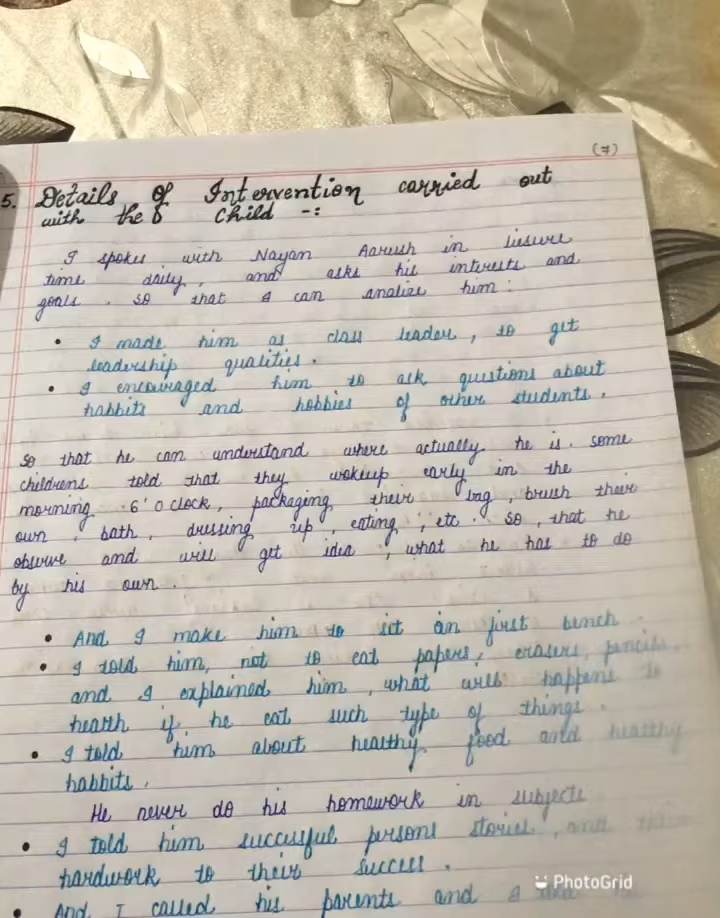 (7)
5. Details of Intervention carried out
with the child -:
I spoke with Nayan Aarush in liesure
time daily, and asks his interests and
goals. so that I can analize him:
• I made him as class leader, to get
leadership qualities.
• I encouraged him to ask quistions about
habbits and hobbies of other students.
so that he can understand where actually he is. some
childrens told that they wakeup early in the
morning 6'0 clock, packaging their bag, brush their
own, bath, dressing up, eating, etc. So, that he
observe and will get idea, what he has to do
by his own.
• And I make him to sit an first bench
• I told him, not to eat papers, erasers, pencils
and I explained him, what will happens to
health if he eat such type of things.
• I told him about healthy food and healthy
habbits.
He never do his homework in subjects
• I told him successful persons stories, and their
hardwork to their success.
• And I called his parents and
PhotoGrid